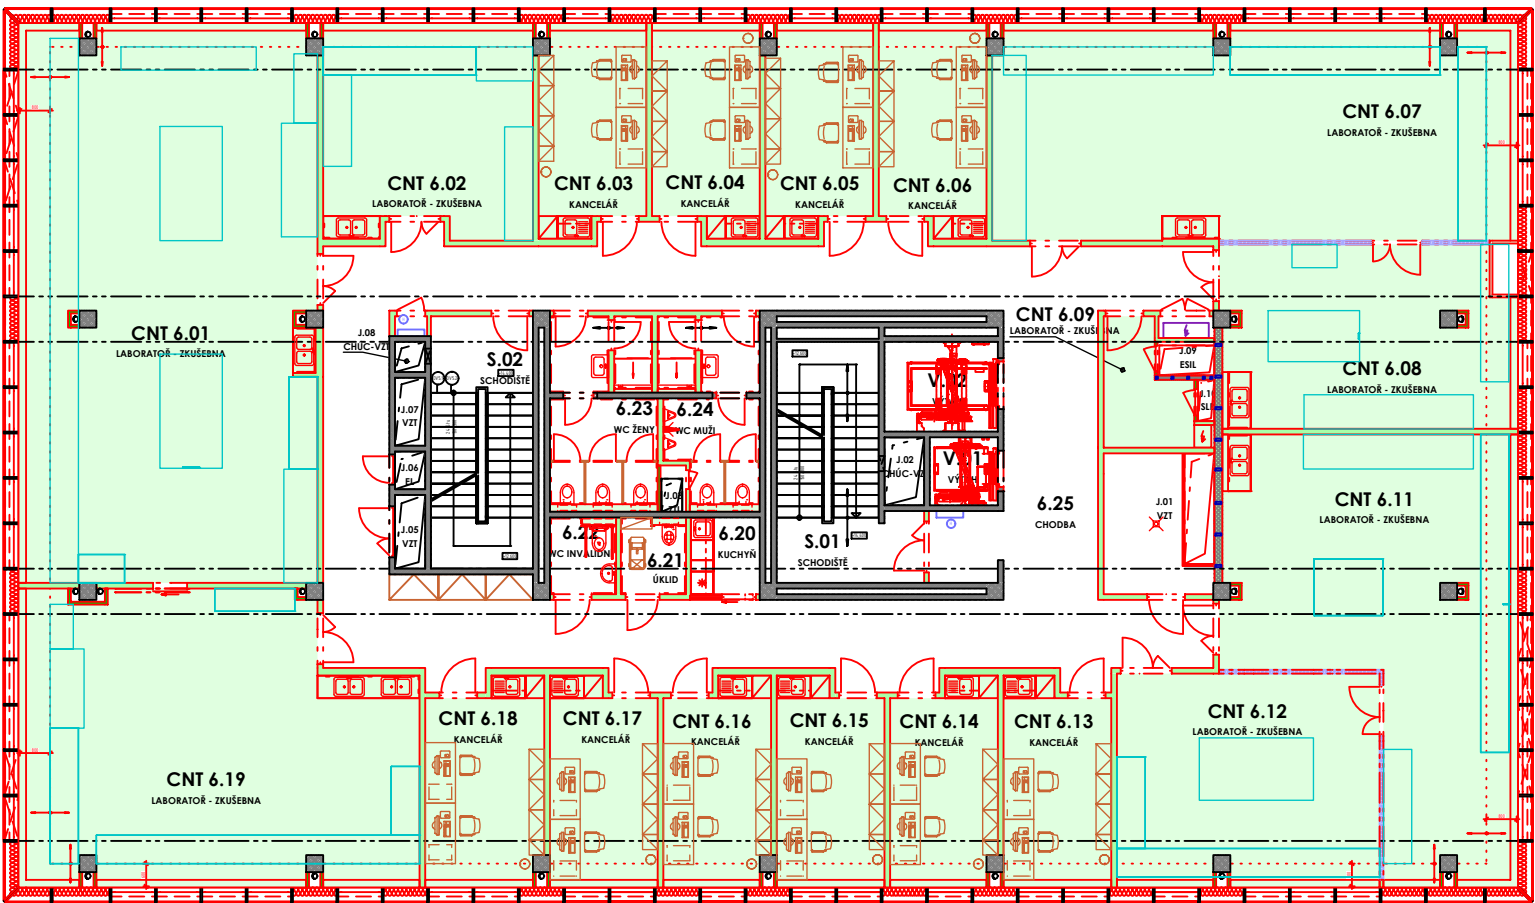 CNT 6.07
LABORATOŘ - ZKUŠEBNA
CNT 6.02
LABORATOŘ - ZKUŠEBNA
CNT 6.03
KANCELÁŘ
CNT 6.04
KANCELÁŘ
CNT 6.05
KANCELÁŘ
CNT 6.06
KANCELÁŘ
CNT 6.01
LABORATOŘ - ZKUŠEBNA
J.08
CHÚC-VZT
S.02
SCHODIŠTĚ
CNT 6.09
LABORATOŘ - ZKUŠEBNA
J.09
ESIL
CNT 6.08
LABORATOŘ - ZKUŠEBNA
J.07
VZT
6.23
WC ŽENY
6.24
WC MUŽI
J.06
J.02
J.05
VZT
6.25
CHODBA
J.01
VZT
CNT 6.11
LABORATOŘ - ZKUŠEBNA
6.22
WC INVALIDNÍ
6.21
ÚKLID
6.20
KUCHYŇ
S.01
SCHODIŠTĚ
CNT 6.19
LABORATOŘ - ZKUŠEBNA
CNT 6.18
KANCELÁŘ
CNT 6.17
KANCELÁŘ
CNT 6.16
KANCELÁŘ
CNT 6.15
KANCELÁŘ
CNT 6.14
KANCELÁŘ
CNT 6.13
KANCELÁŘ
CNT 6.12
LABORATOŘ - ZKUŠEBNA